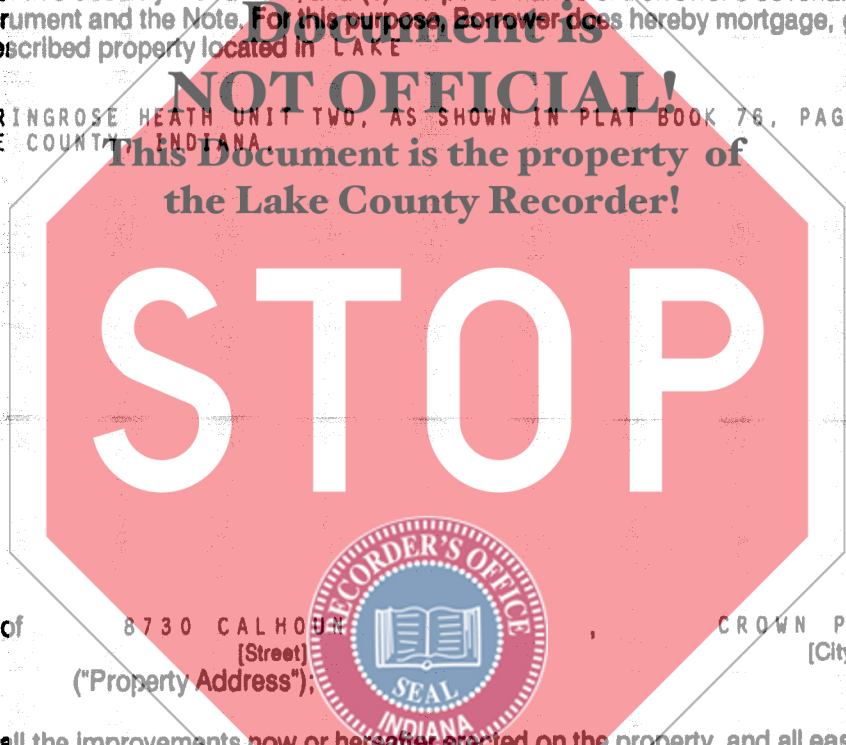 rument and the Note. For this purpose, Borrower does hereby mortgage,
Document is
escribed property located in LAKE
NOT OFFICIAL!
RINGROSE HEATH UNIT TWO, AS SHOWN IN PLAT BOOK 76, PAG
E COUNTY, INDIANA.
This Document is the property of
the Lake County Recorder!
STOP
RECORDER'S OFFICE
of 8730 CALHOUN , CROWN P
[Street] [City
("Property Address");
SEAL
INDIANA
all the improvements now or hereafter erected on the property, and all eas